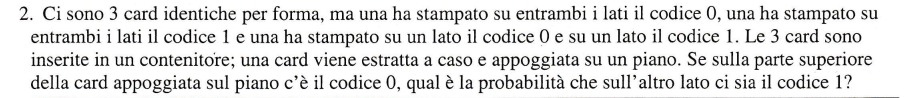 2. Ci sono 3 card identiche per forma, ma una ha stampato su entrambi i lati il codice 0, una ha stampato su
entrambi i lati il codice 1 e una ha stampato su un lato il codice 0 e su un lato il codice 1. Le 3 card sono
inserite in un contenitore; una card viene estratta a caso e appoggiata su un piano. Se sulla parte superiore
della card appoggiata sul piano c'è il codice 0, qual è la probabilità che sull'altro lato ci sia il codice 1?